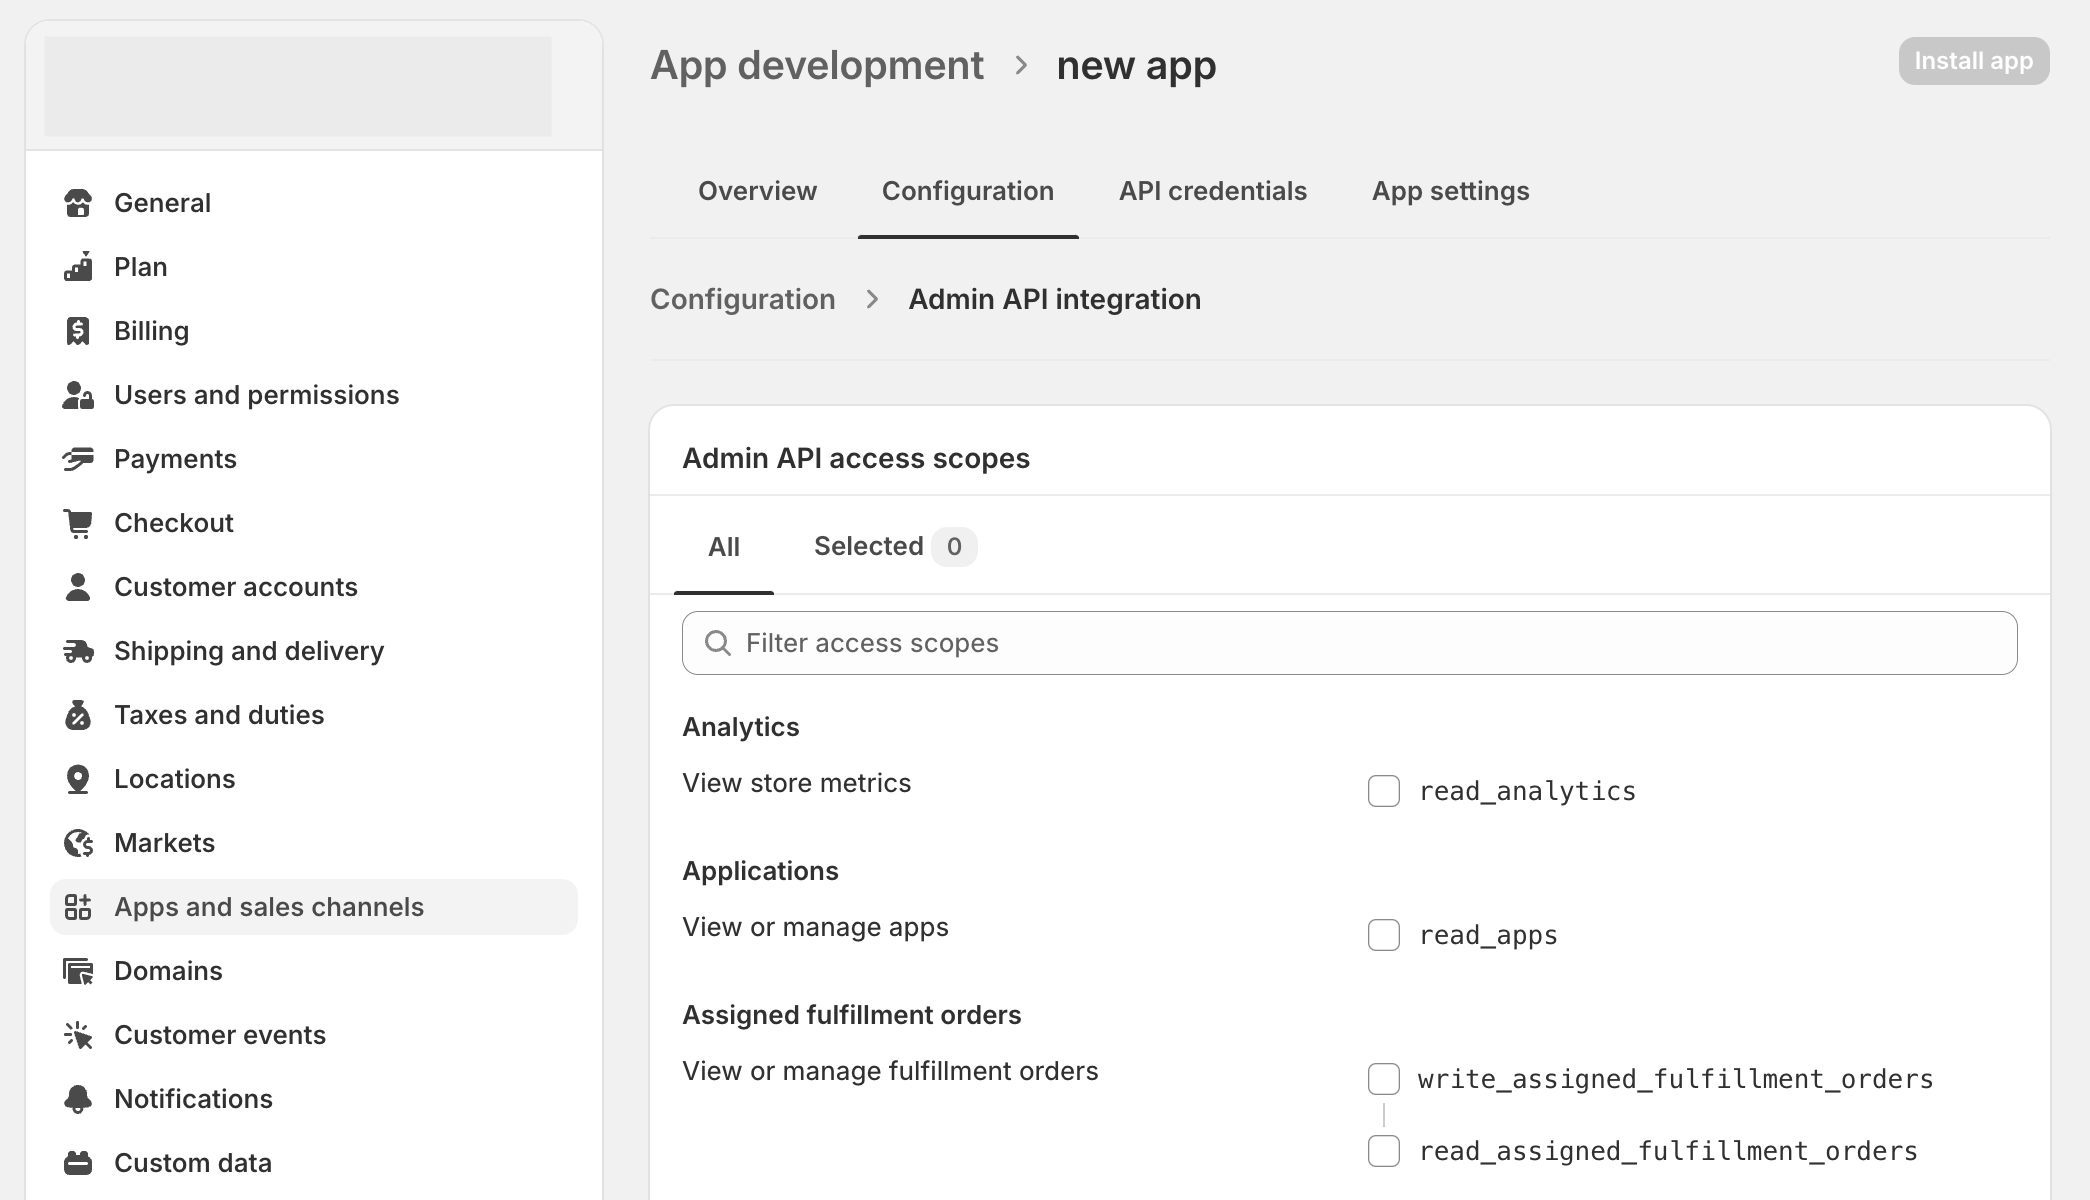 General
Plan
Billing
Users and permissions
Payments
Checkout
Customer accounts
Shipping and delivery
Taxes and duties
Locations
Markets
Apps and sales channels
Domains
Customer events
Notifications
Custom data
App development > new app
Install app
Overview Configuration API credentials App settings
Configuration > Admin API integration
Admin API access scopes
All Selected 0
Filter access scopes
Analytics
View store metrics read_analytics
Applications
View or manage apps read_apps
Assigned fulfillment orders
View or manage fulfillment orders write_assigned_fulfillment_orders
read_assigned_fulfillment_orders